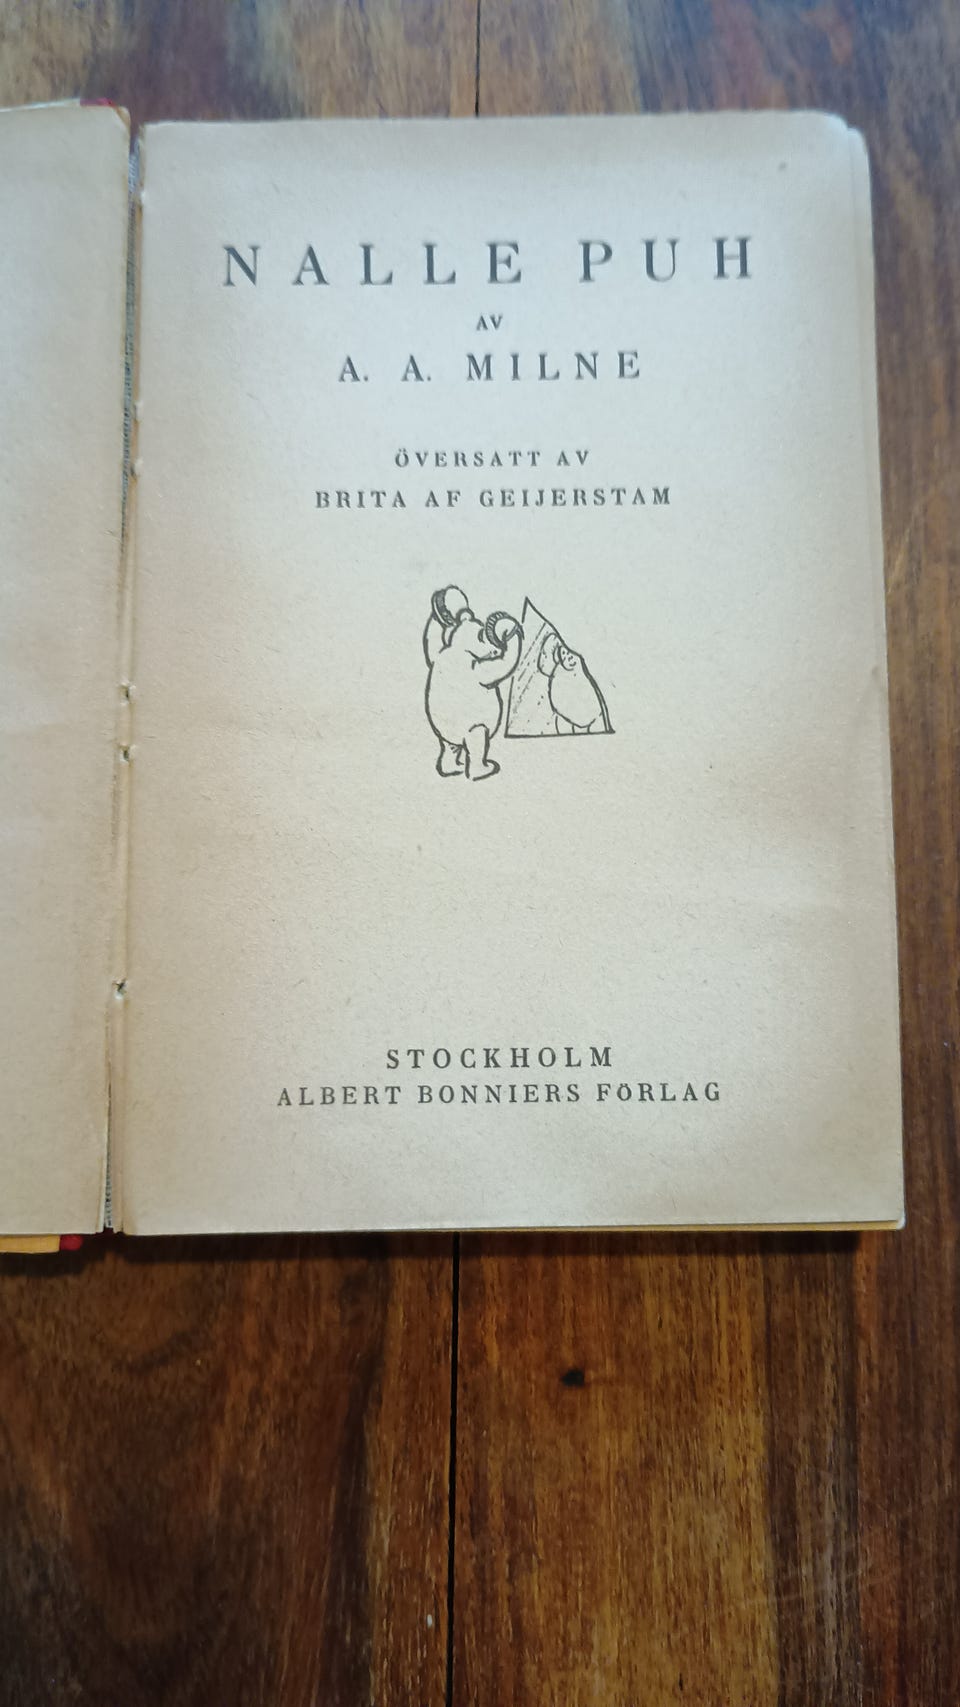 NALLE PUH
AV
A. A. MILNE
ÖVERSATT AV
BRITA AF GEIJERSTAM
STOCKHOLM
ALBERT BONNIERS FÖRLAG